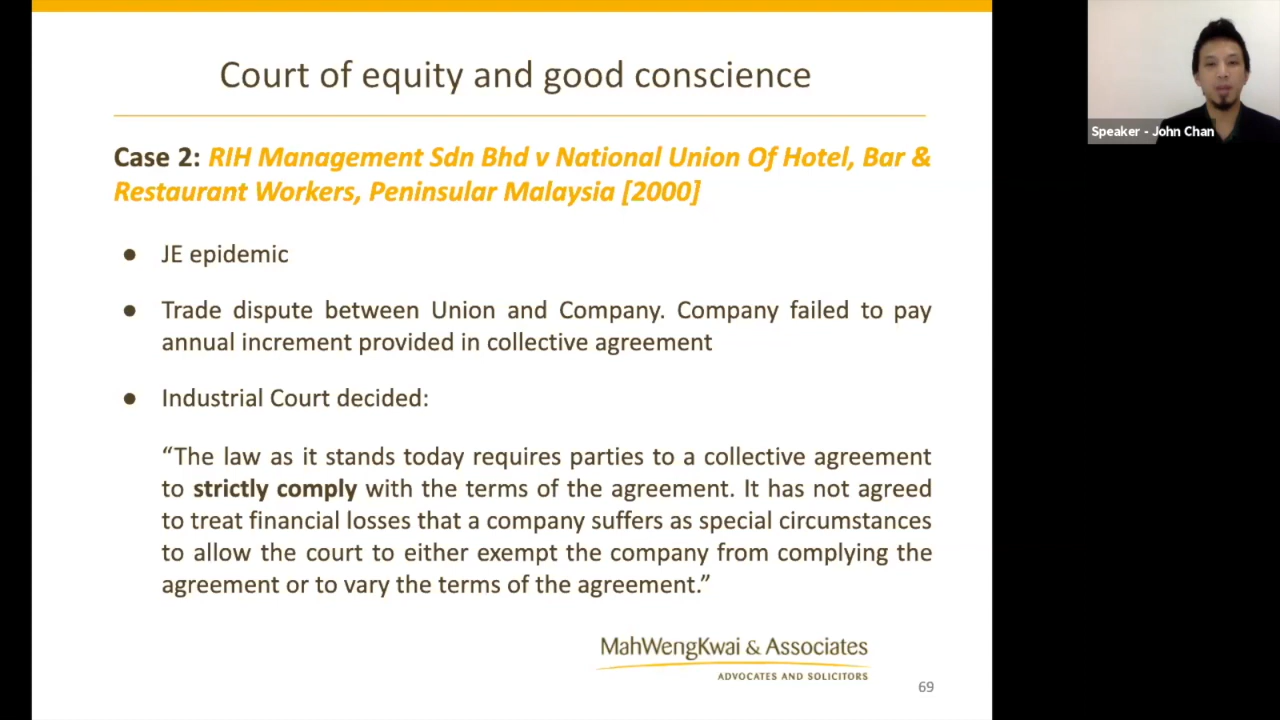 Court of equity and good conscience
Case 2: RIH Management Sdn Bhd v National Union Of Hotel, Bar &
Restaurant Workers, Peninsular Malaysia [2000]
● JE epidemic
● Trade dispute between Union and Company. Company failed to pay
annual increment provided in collective agreement
● Industrial Court decided:
“The law as it stands today requires parties to a collective agreement
to strictly comply with the terms of the agreement. It has not agreed
to treat financial losses that a company suffers as special circumstances
to allow the court to either exempt the company from complying the
agreement or to vary the terms of the agreement.”
MahWengKwai & Associates
ADVOCATES AND SOLICITORS
69
Speaker - John Chan